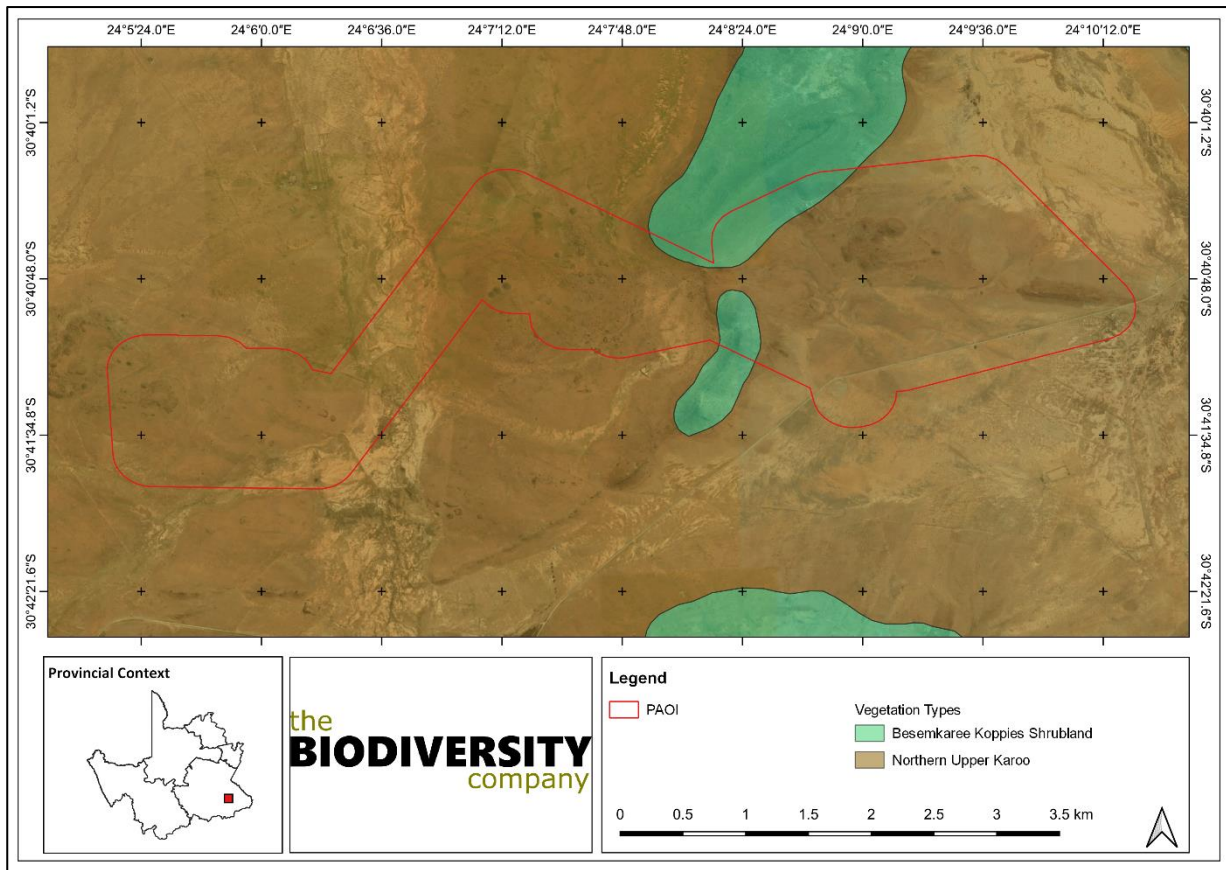 24°5'24.0"E 24°6'0.0"E 24°6'36.0"E 24°7'12.0"E 24°7'48.0"E 24°8'24.0"E 24°9'0.0"E 24°9'36.0"E 24°10'12.0"E
30°40'1.2"S 30°40'1.2"S
30°40'48.0"S 30°40'48.0"S
30°41'34.8"S 30°41'34.8"S
30°42'21.6"S 30°42'21.6"S
Provincial Context
the
BIODIVERSITY
company
Legend
PAOI
Vegetation Types
Besemkaree Koppies Shrubland
Northern Upper Karoo
0 0.5 1 1.5 2 2.5 3 3.5 km